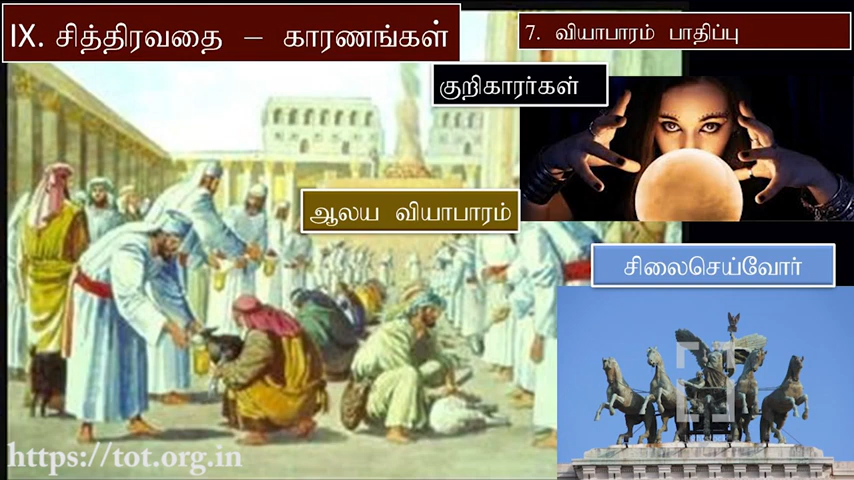 IX. சித்திரவதை – காரணங்கள்
7. வியாபாரம் பாதிப்பு
குறிகாரர்கள்
ஆலய வியாபாரம்
சிலைசெய்வோர்
https://tot.org.in